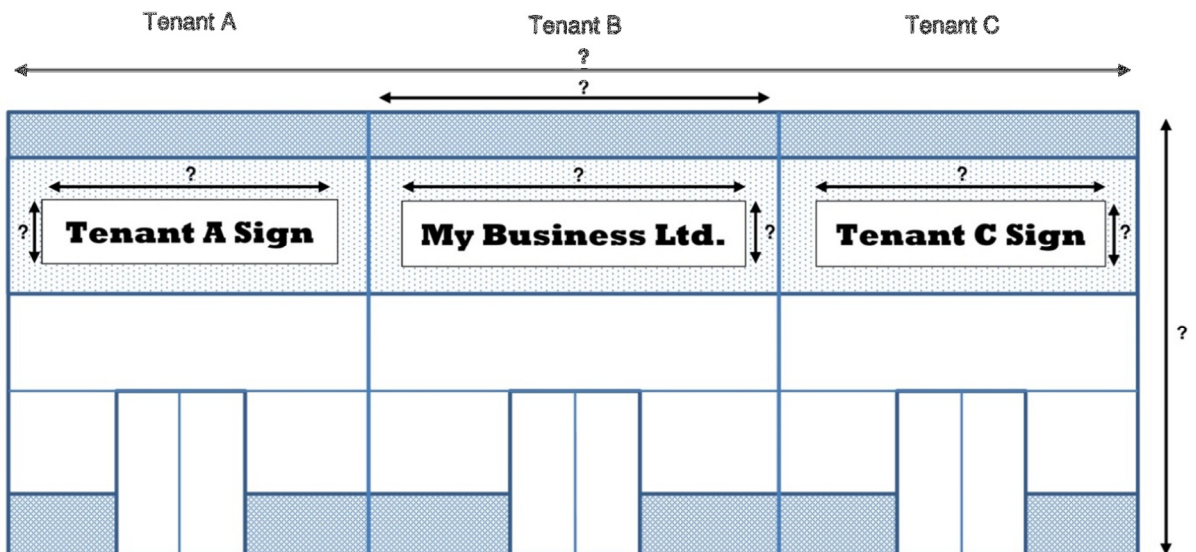 Tenant A Tenant B Tenant C
?
?
? ? ?
? Tenant A Sign My Business Ltd. ? Tenant C Sign ?
?